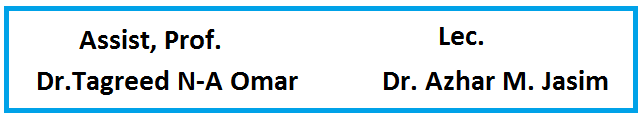 Assist, Prof. Lec.
Dr.Tagreed N-A Omar Dr. Azhar M. Jasim